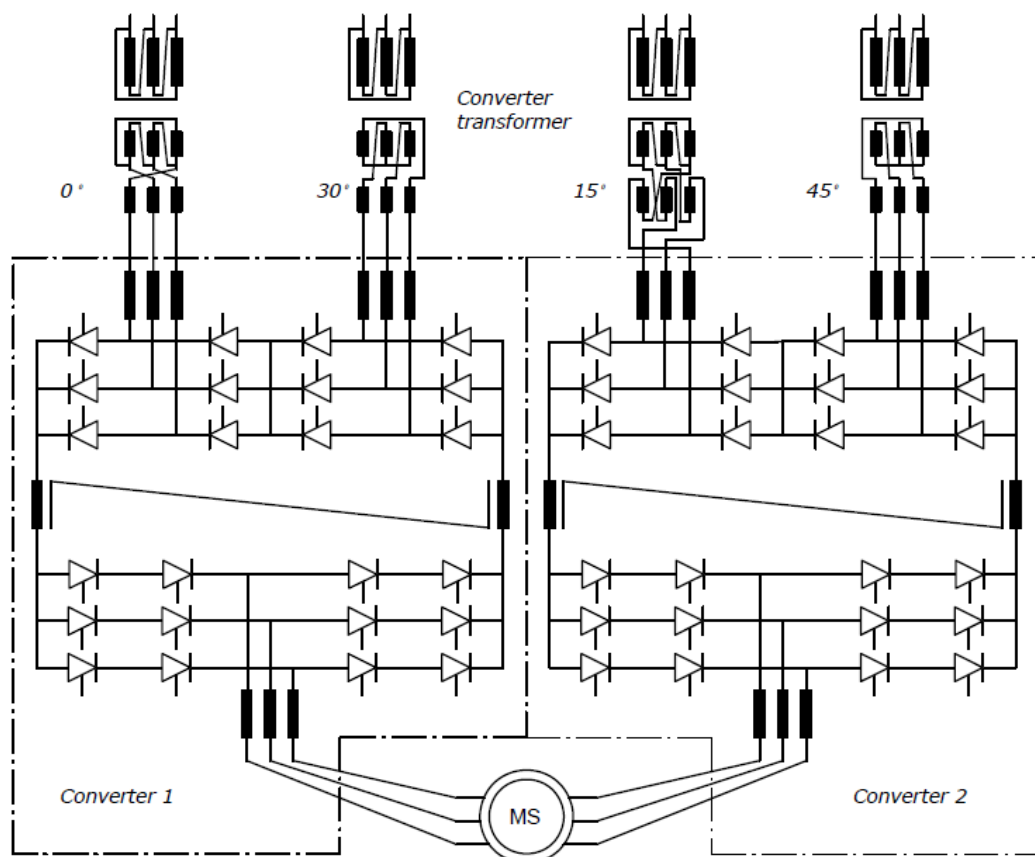 Converter
transformer
0°
30°
15°
45°
Converter 1
MS
Converter 2